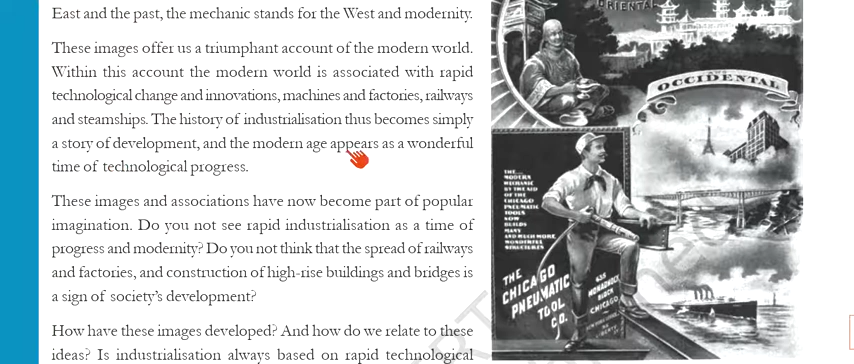 East and the past, the mechanic stands for the West and modernity.
These images offer us a triumphant account of the modern world.
Within this account the modern world is associated with rapid
technological change and innovations, machines and factories, railways
and steamships. The history of industrialisation thus becomes simply
a story of development, and the modern age appears as a wonderful
time of technological progress.
These images and associations have now become part of popular
imagination. Do you not see rapid industrialisation as a time of
progress and modernity? Do you not think that the spread of railways
and factories, and construction of high-rise buildings and bridges is
a sign of society's development?
How have these images developed? And how do we relate to these
ideas? Is industrialisation always based on rapid technological
ORIENTAL
OCCIDENTAL
THE...
MODERN
MECHANIC
BY THE AID
OF THE
CHICAGO
PNEUMATIC
TOOLS
NOW
BUILDS
MANY
AND MUCH MORE
WONDERFUL
STRUCTURES
THE
CHICAGO
PNEUMATIC
TOOL
CO.
635
MONADNOCK
BLOCK
CHICAGO